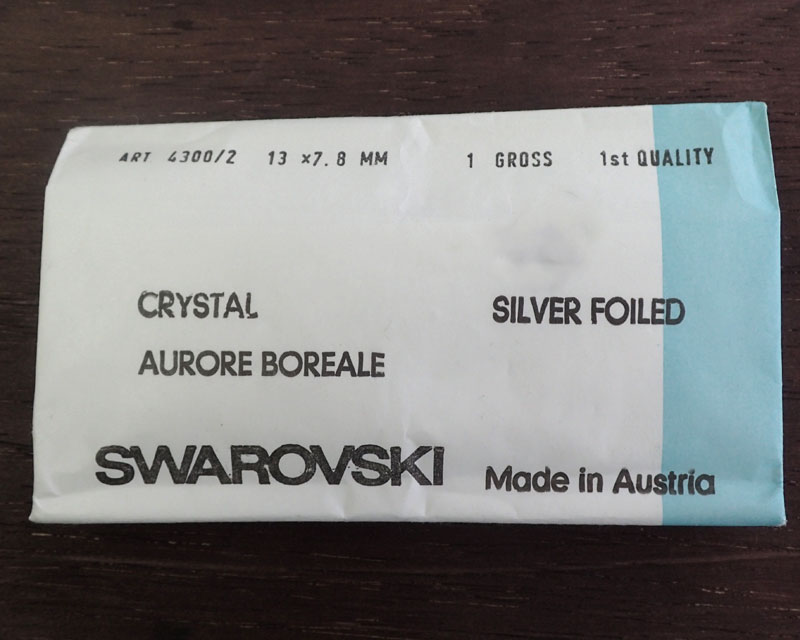 ART 4300/2 13 x7.8 MM 1 GROSS 1st QUALITY
CRYSTAL SILVER FOILED
AURORE BOREALE
SWAROVSKI Made in Austria